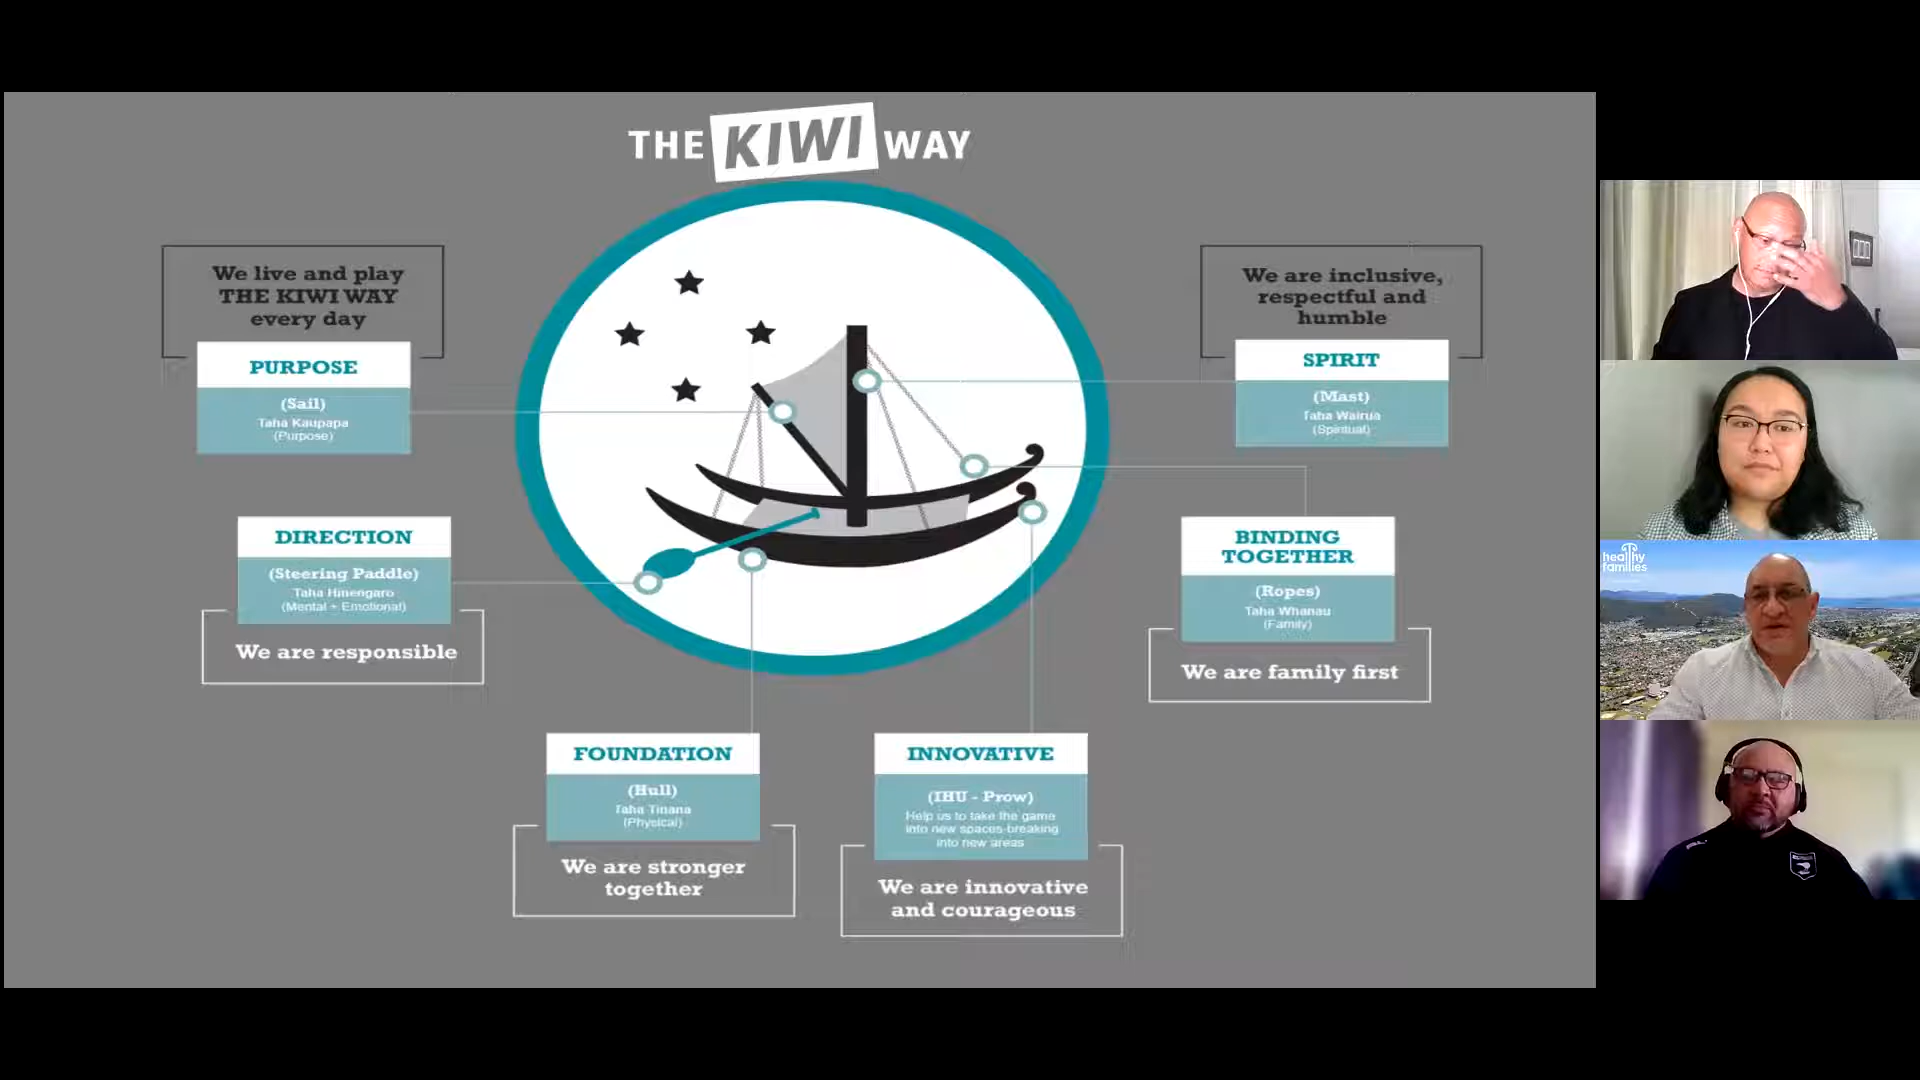 THE KIWI WAY
We live and play
THE KIWI WAY
every day
PURPOSE
(Sail)
Taha Kaupapa
(Purpose)
We are inclusive,
respectful and
humble
SPIRIT
(Mast)
Taha Wairua
(Spiritual)
DIRECTION
(Steering Paddle)
Taha Hinengaro
(Mental + Emotional)
We are responsible
BINDING
TOGETHER
(Ropes)
Taha Whanau
(Family)
We are family first
FOUNDATION
(Hull)
Taha Tinana
(Physical)
We are stronger
together
INNOVATIVE
(IHU - Prow)
Help us to take the game
into new spaces-breaking
into new areas
We are innovative
and courageous
healthy
families